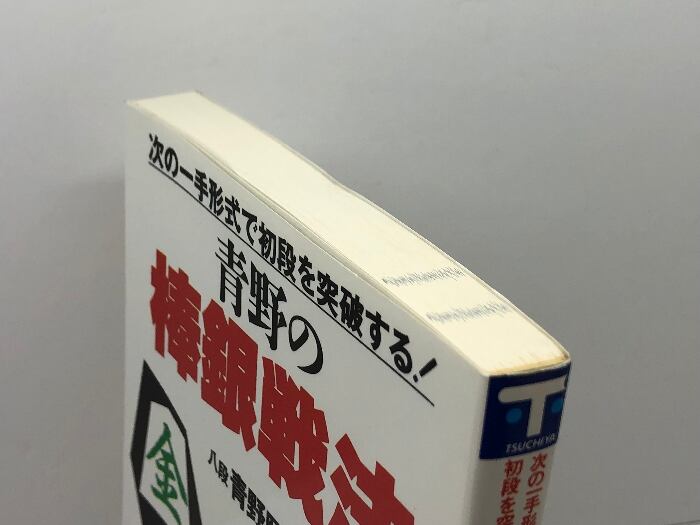 次の一手形式で初段を突破する!
青野の
棒銀戦法
八段 青野
金
TSUCHIYA
次の一手形
初段を突